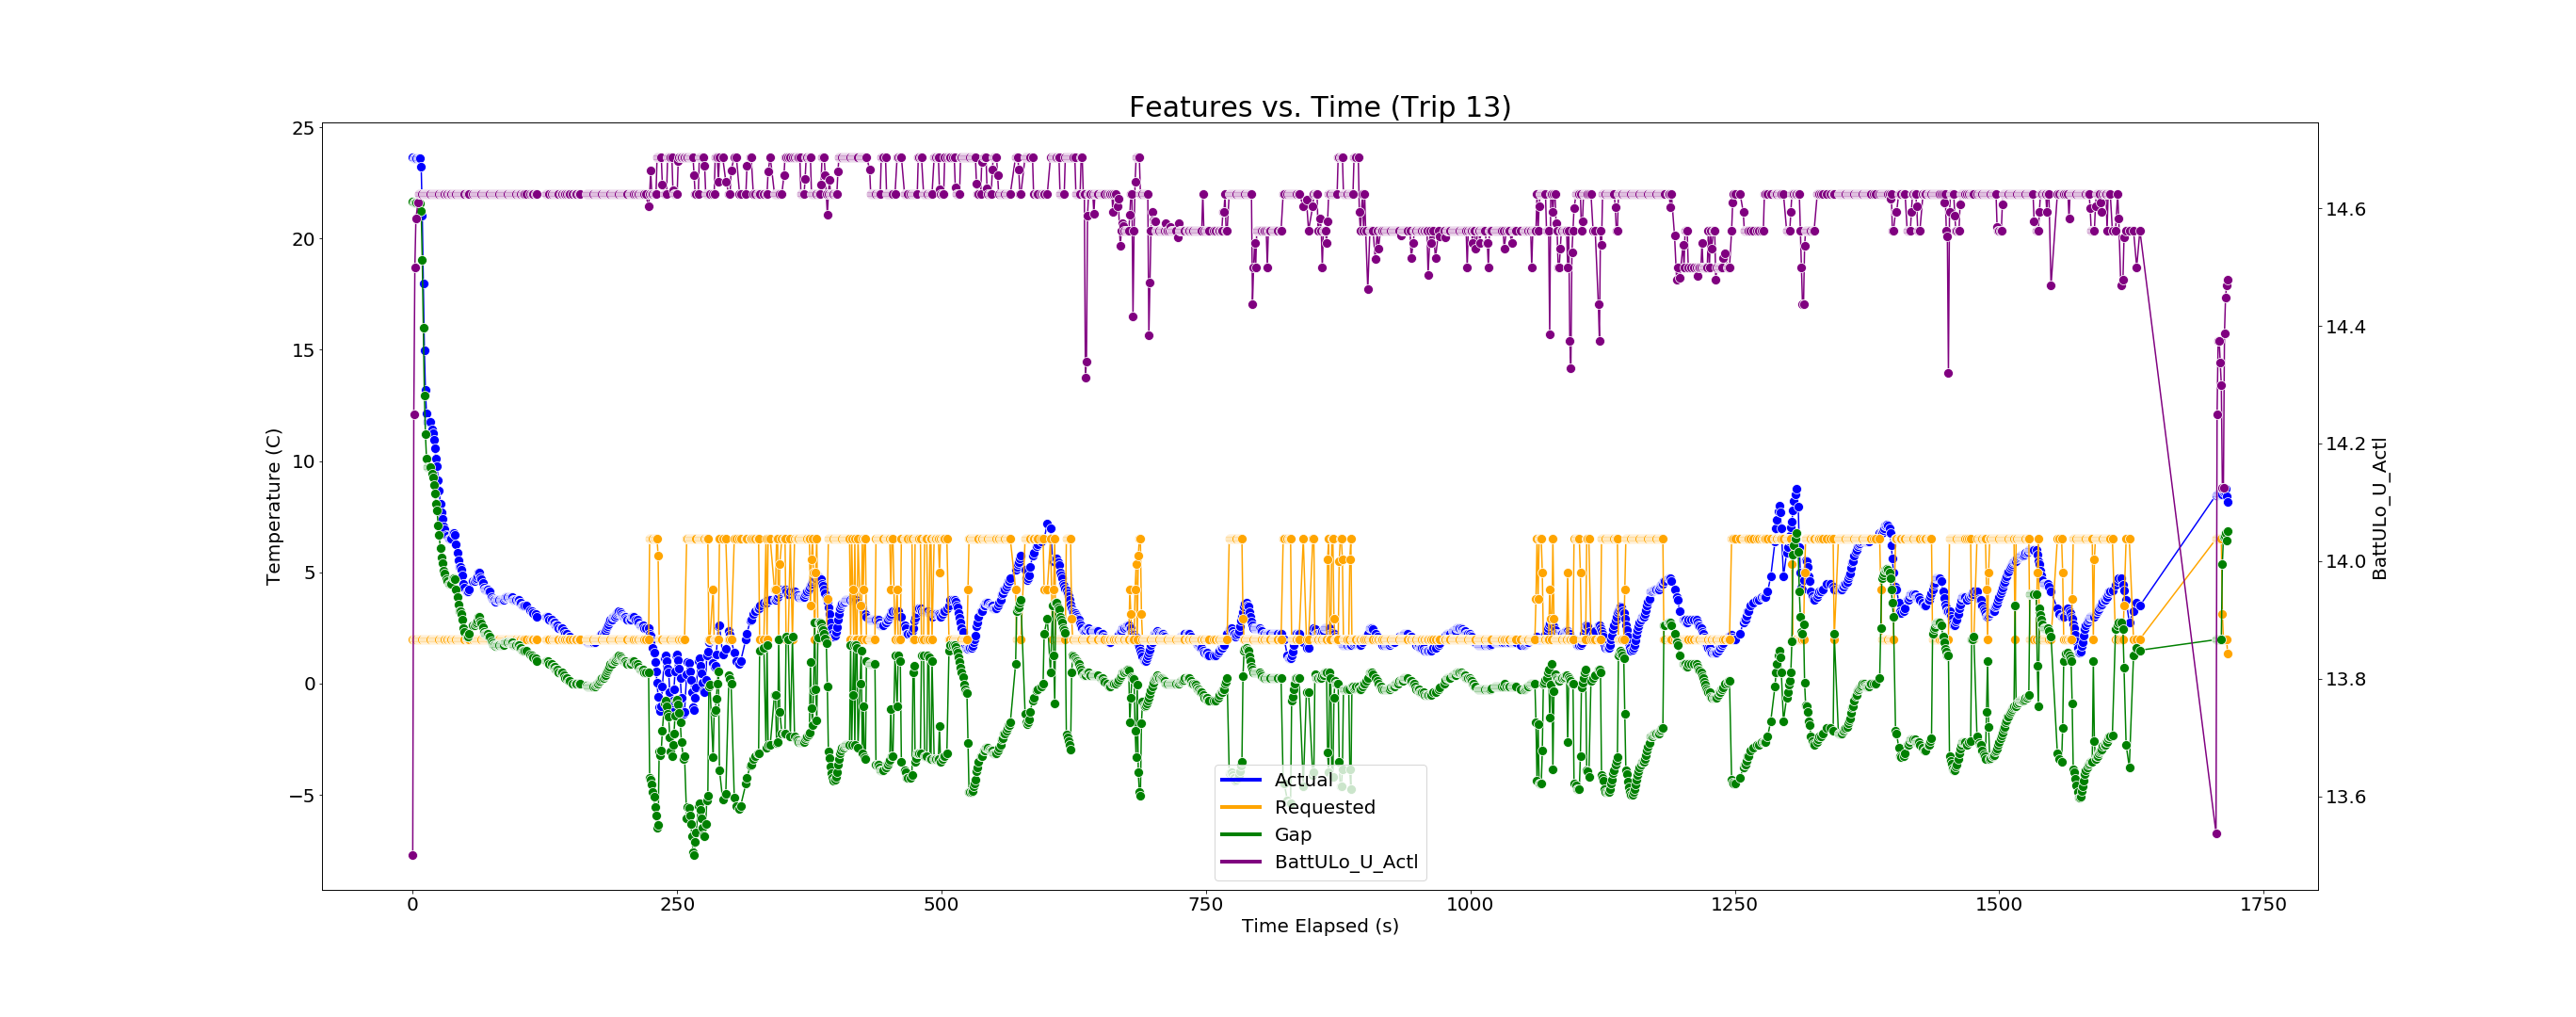 Features vs. Time (Trip 13)
25
20
15
10
5
0
−5
Temperature (C)
14.6
14.4
14.2
14.0
13.8
13.6
BattULo_U_Actl
Actual
Requested
Gap
BattULo_U_Actl
0 250 500 750 1000 1250 1500 1750
Time Elapsed (s)